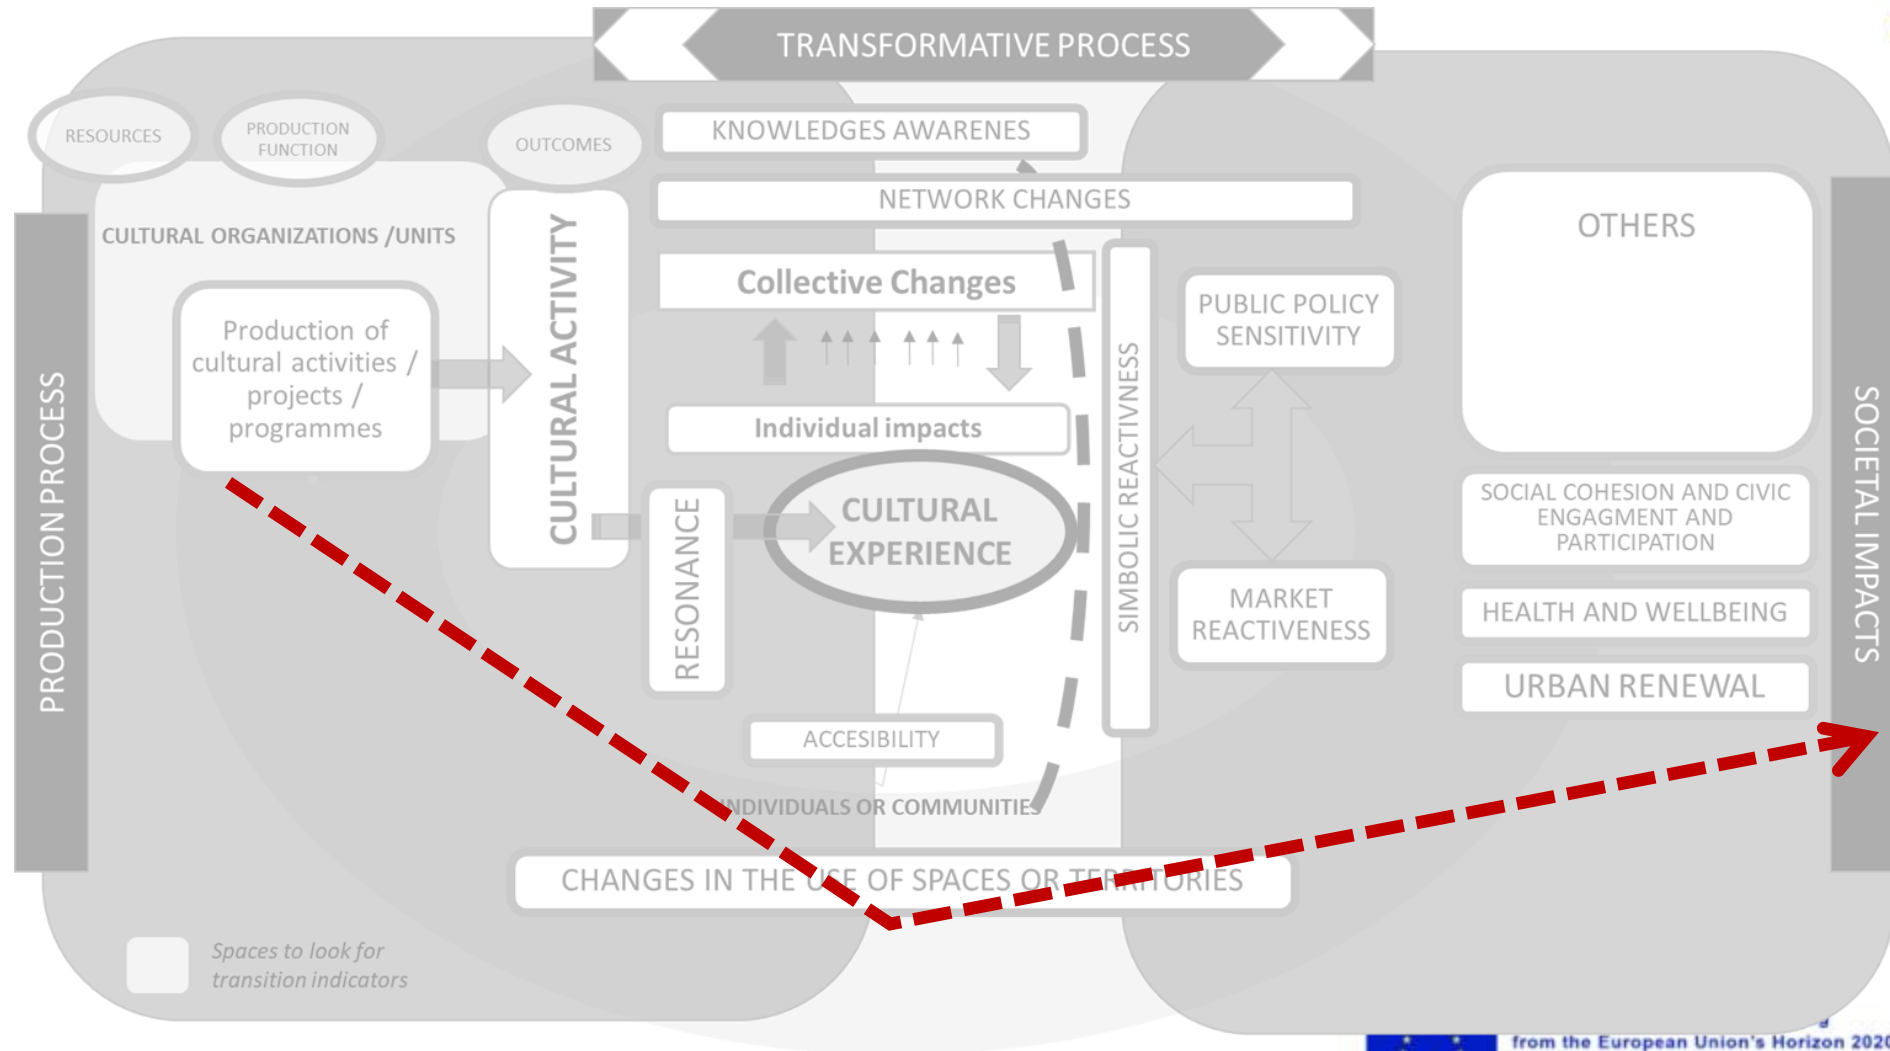 TRANSFORMATIVE PROCESS
RESOURCES
PRODUCTION
FUNCTION
OUTCOMES
KNOWLEDGES AWARENES
NETWORK CHANGES
CULTURAL ORGANIZATIONS /UNITS
Production of
cultural activities /
projects /
programmes
CULTURAL ACTIVITY
Collective Changes
Individual impacts
RESONANCE
CULTURAL
EXPERIENCE
ACCESIBILITY
INDIVIDUALS OR COMMUNITIES
SIMBOLIC REACTIVNESS
PUBLIC POLICY
SENSITIVITY
MARKET
REACTIVENESS
OTHERS
SOCIAL COHESION AND CIVIC
ENGAGMENT AND
PARTICIPATION
HEALTH AND WELLBEING
URBAN RENEWAL
PRODUCTION PROCESS
SOCIETAL IMPACTS
CHANGES IN THE USE OF SPACES OR TERRITORIES
Spaces to look for
transition indicators
from the European Union's Horizon 2020